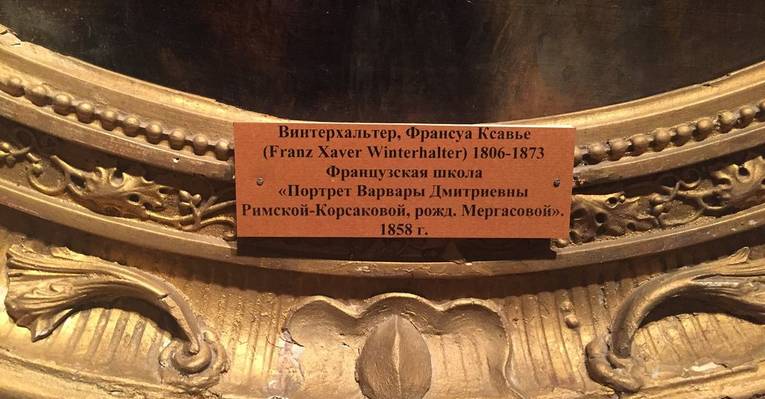 Винтерхальтер, Франсуа Ксавье
(Franz Xaver Winterhalter) 1806-1873
Французская школа
«Портрет Варвары Дмитриевны
Римской-Корсаковой, рожд. Мергасовой».
1858 г.